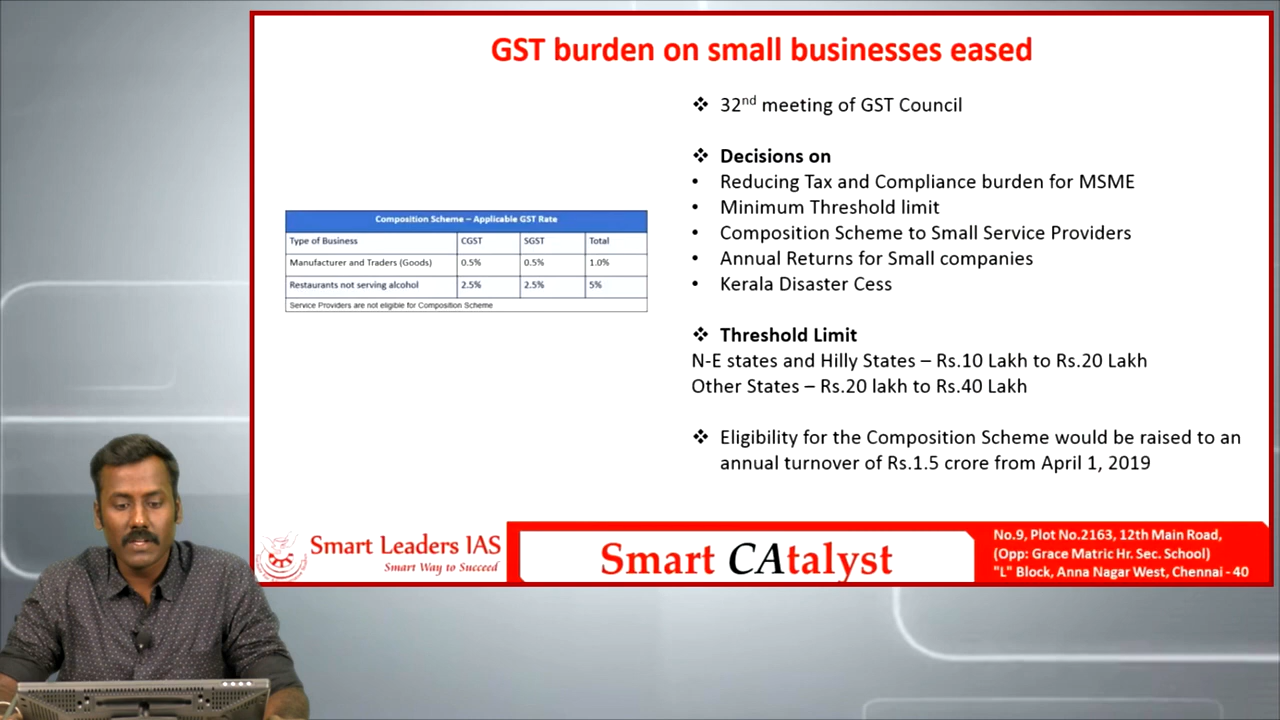 GST burden on small businesses eased
❖ 32nd meeting of GST Council
❖ Decisions on
• Reducing Tax and Compliance burden for MSME
• Minimum Threshold limit
• Composition Scheme to Small Service Providers
• Annual Returns for Small companies
• Kerala Disaster Cess
❖ Threshold Limit
N-E states and Hilly States – Rs.10 Lakh to Rs.20 Lakh
Other States – Rs.20 lakh to Rs.40 Lakh
❖ Eligibility for the Composition Scheme would be raised to an
annual turnover of Rs.1.5 crore from April 1, 2019
Composition Scheme – Applicable GST Rate
Type of Business CGST SGST Total
Manufacturer and Traders (Goods) 0.5% 0.5% 1.0%
Restaurants not serving alcohol 2.5% 2.5% 5%
Service Providers are not eligible for Composition Scheme
Smart Leaders IAS
Smart Way to Succeed
Smart CAtalyst
No.9, Plot No.2163, 12th Main Road,
(Opp: Grace Matric Hr. Sec. School)
"L" Block, Anna Nagar West, Chennai - 40